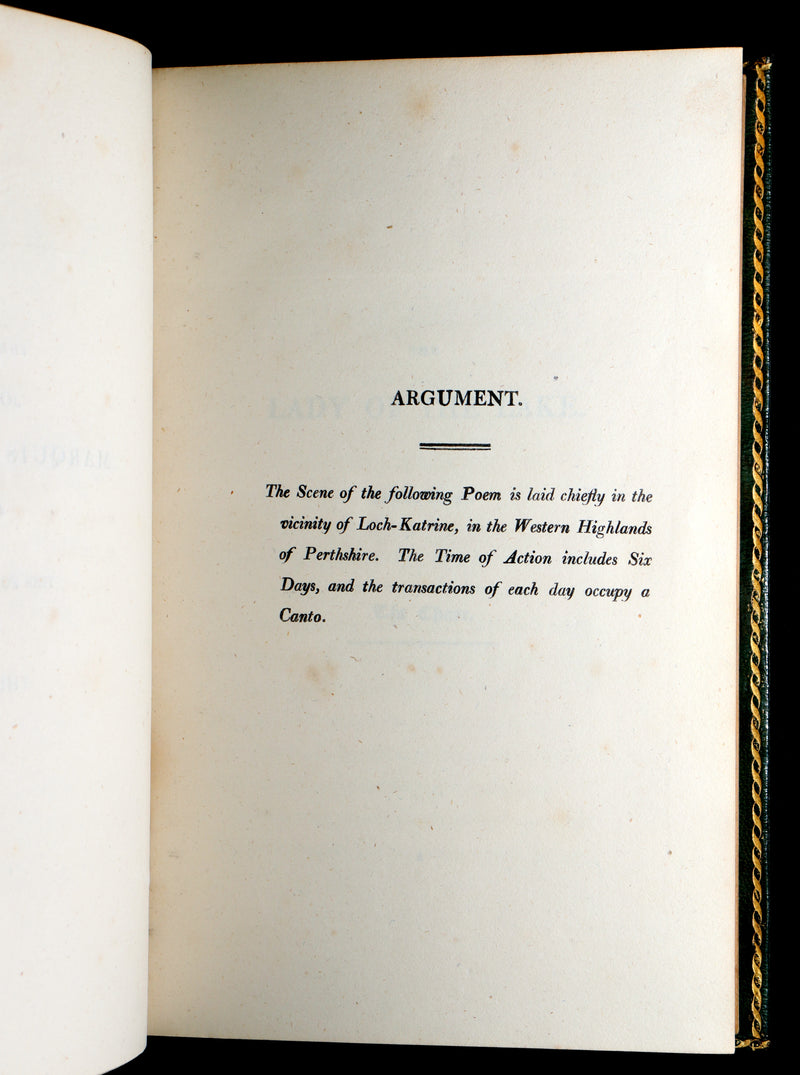 ARGUMENT.
The Scene of the following Poem is laid chiefly in the
vicinity of Loch-Katrine, in the Western Highlands
of Perthshire. The Time of Action includes Six
Days, and the transactions of each day occupy a
Canto.